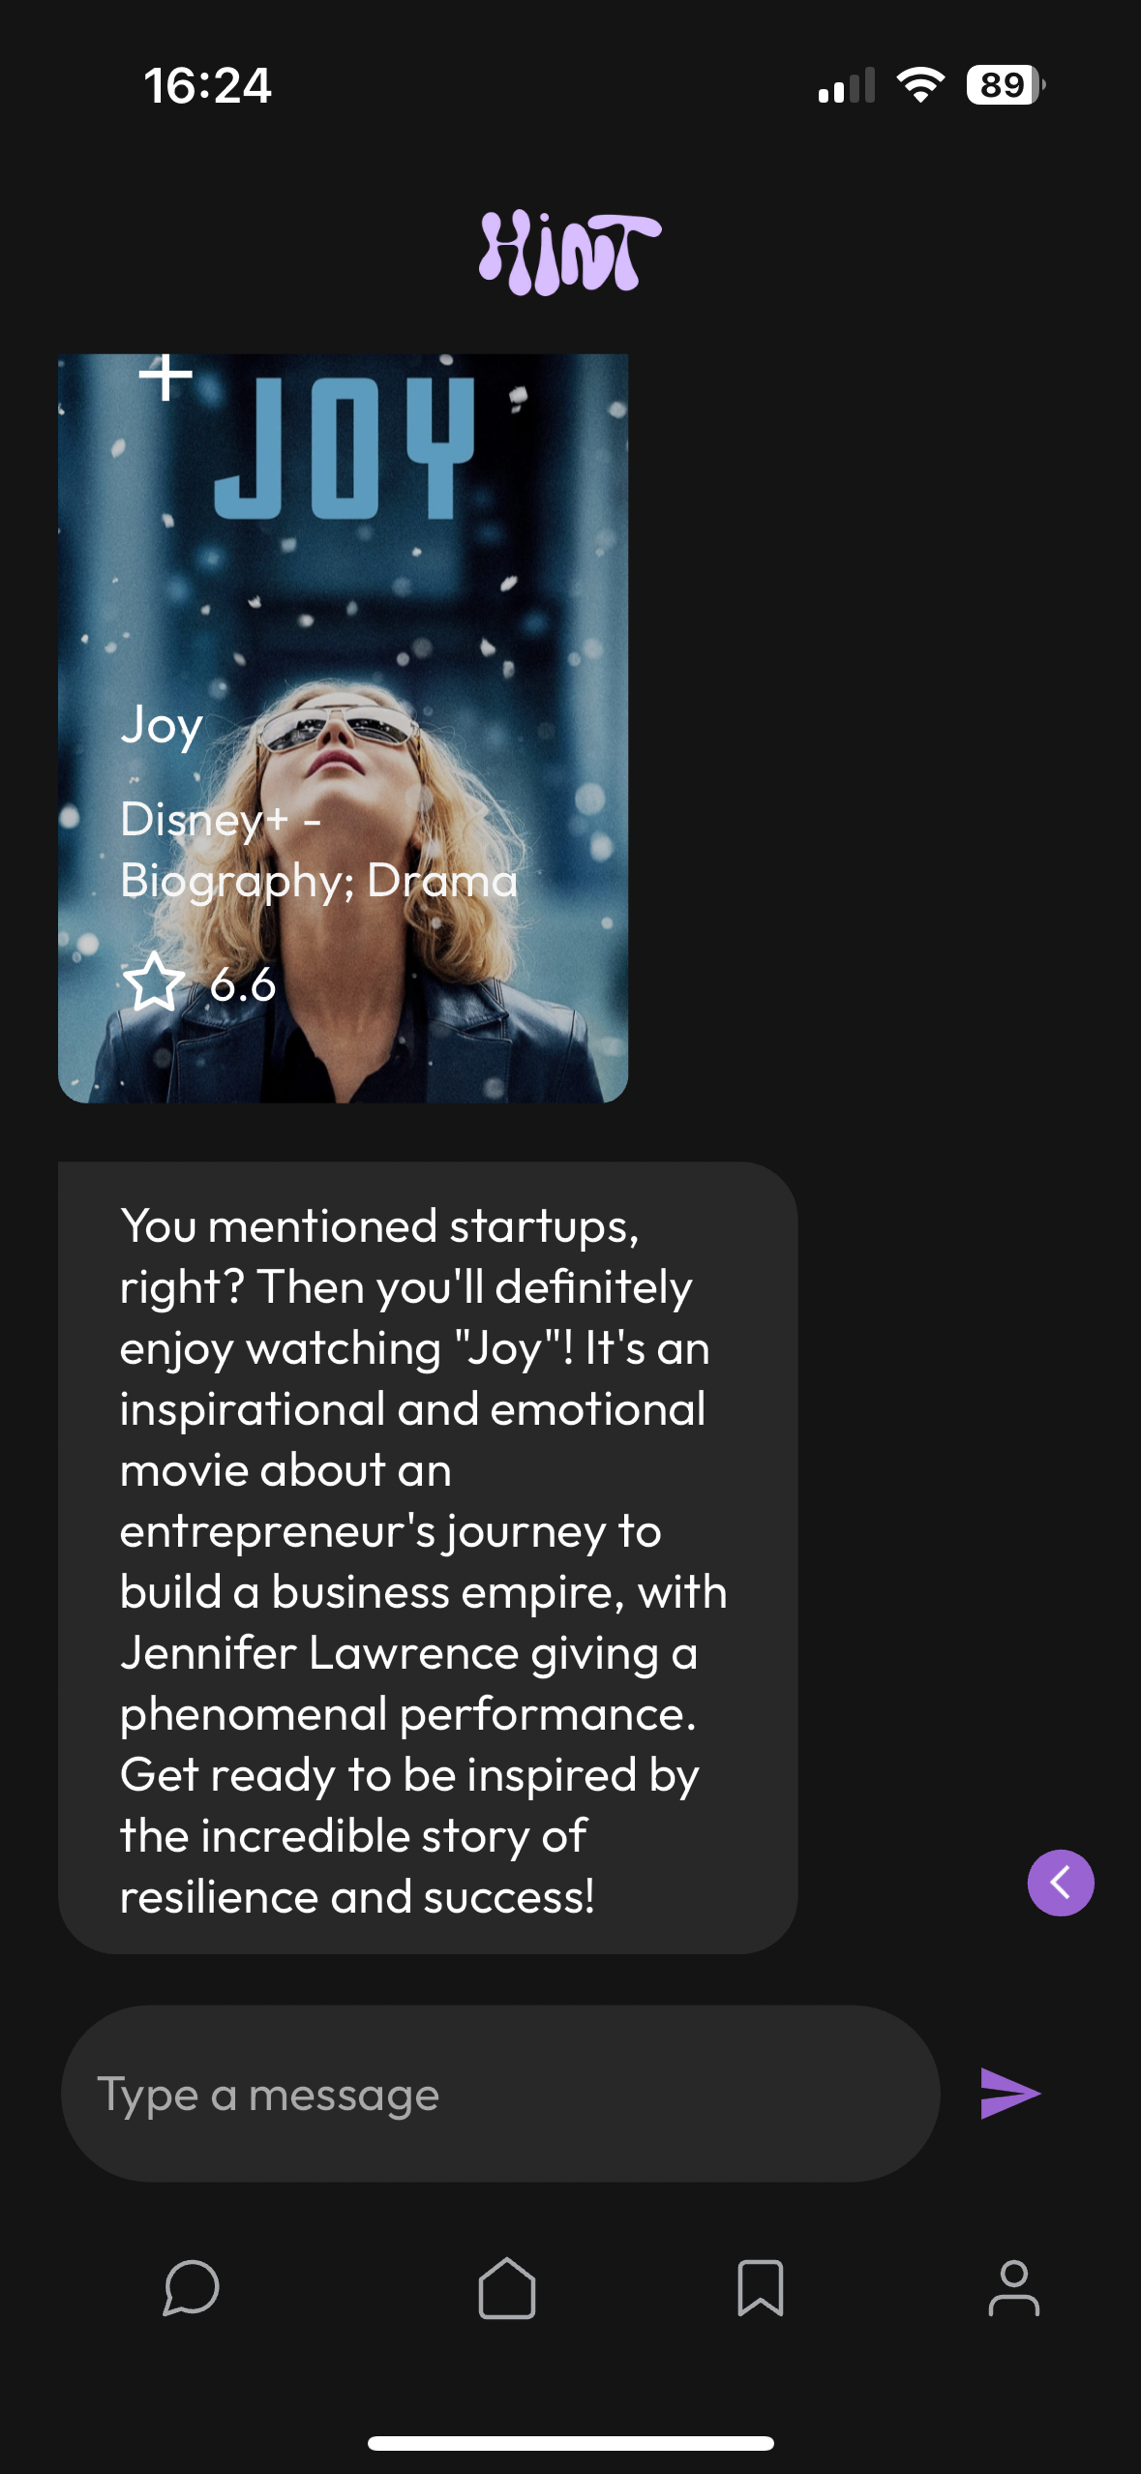 16:24
89
HiNT
JOY
Joy
Disney+ -
Biography; Drama
6.6
You mentioned startups,
right? Then you'll definitely
enjoy watching "Joy"! It's an
inspirational and emotional
movie about an
entrepreneur's journey to
build a business empire, with
Jennifer Lawrence giving a
phenomenal performance.
Get ready to be inspired by
the incredible story of
resilience and success!
Type a message